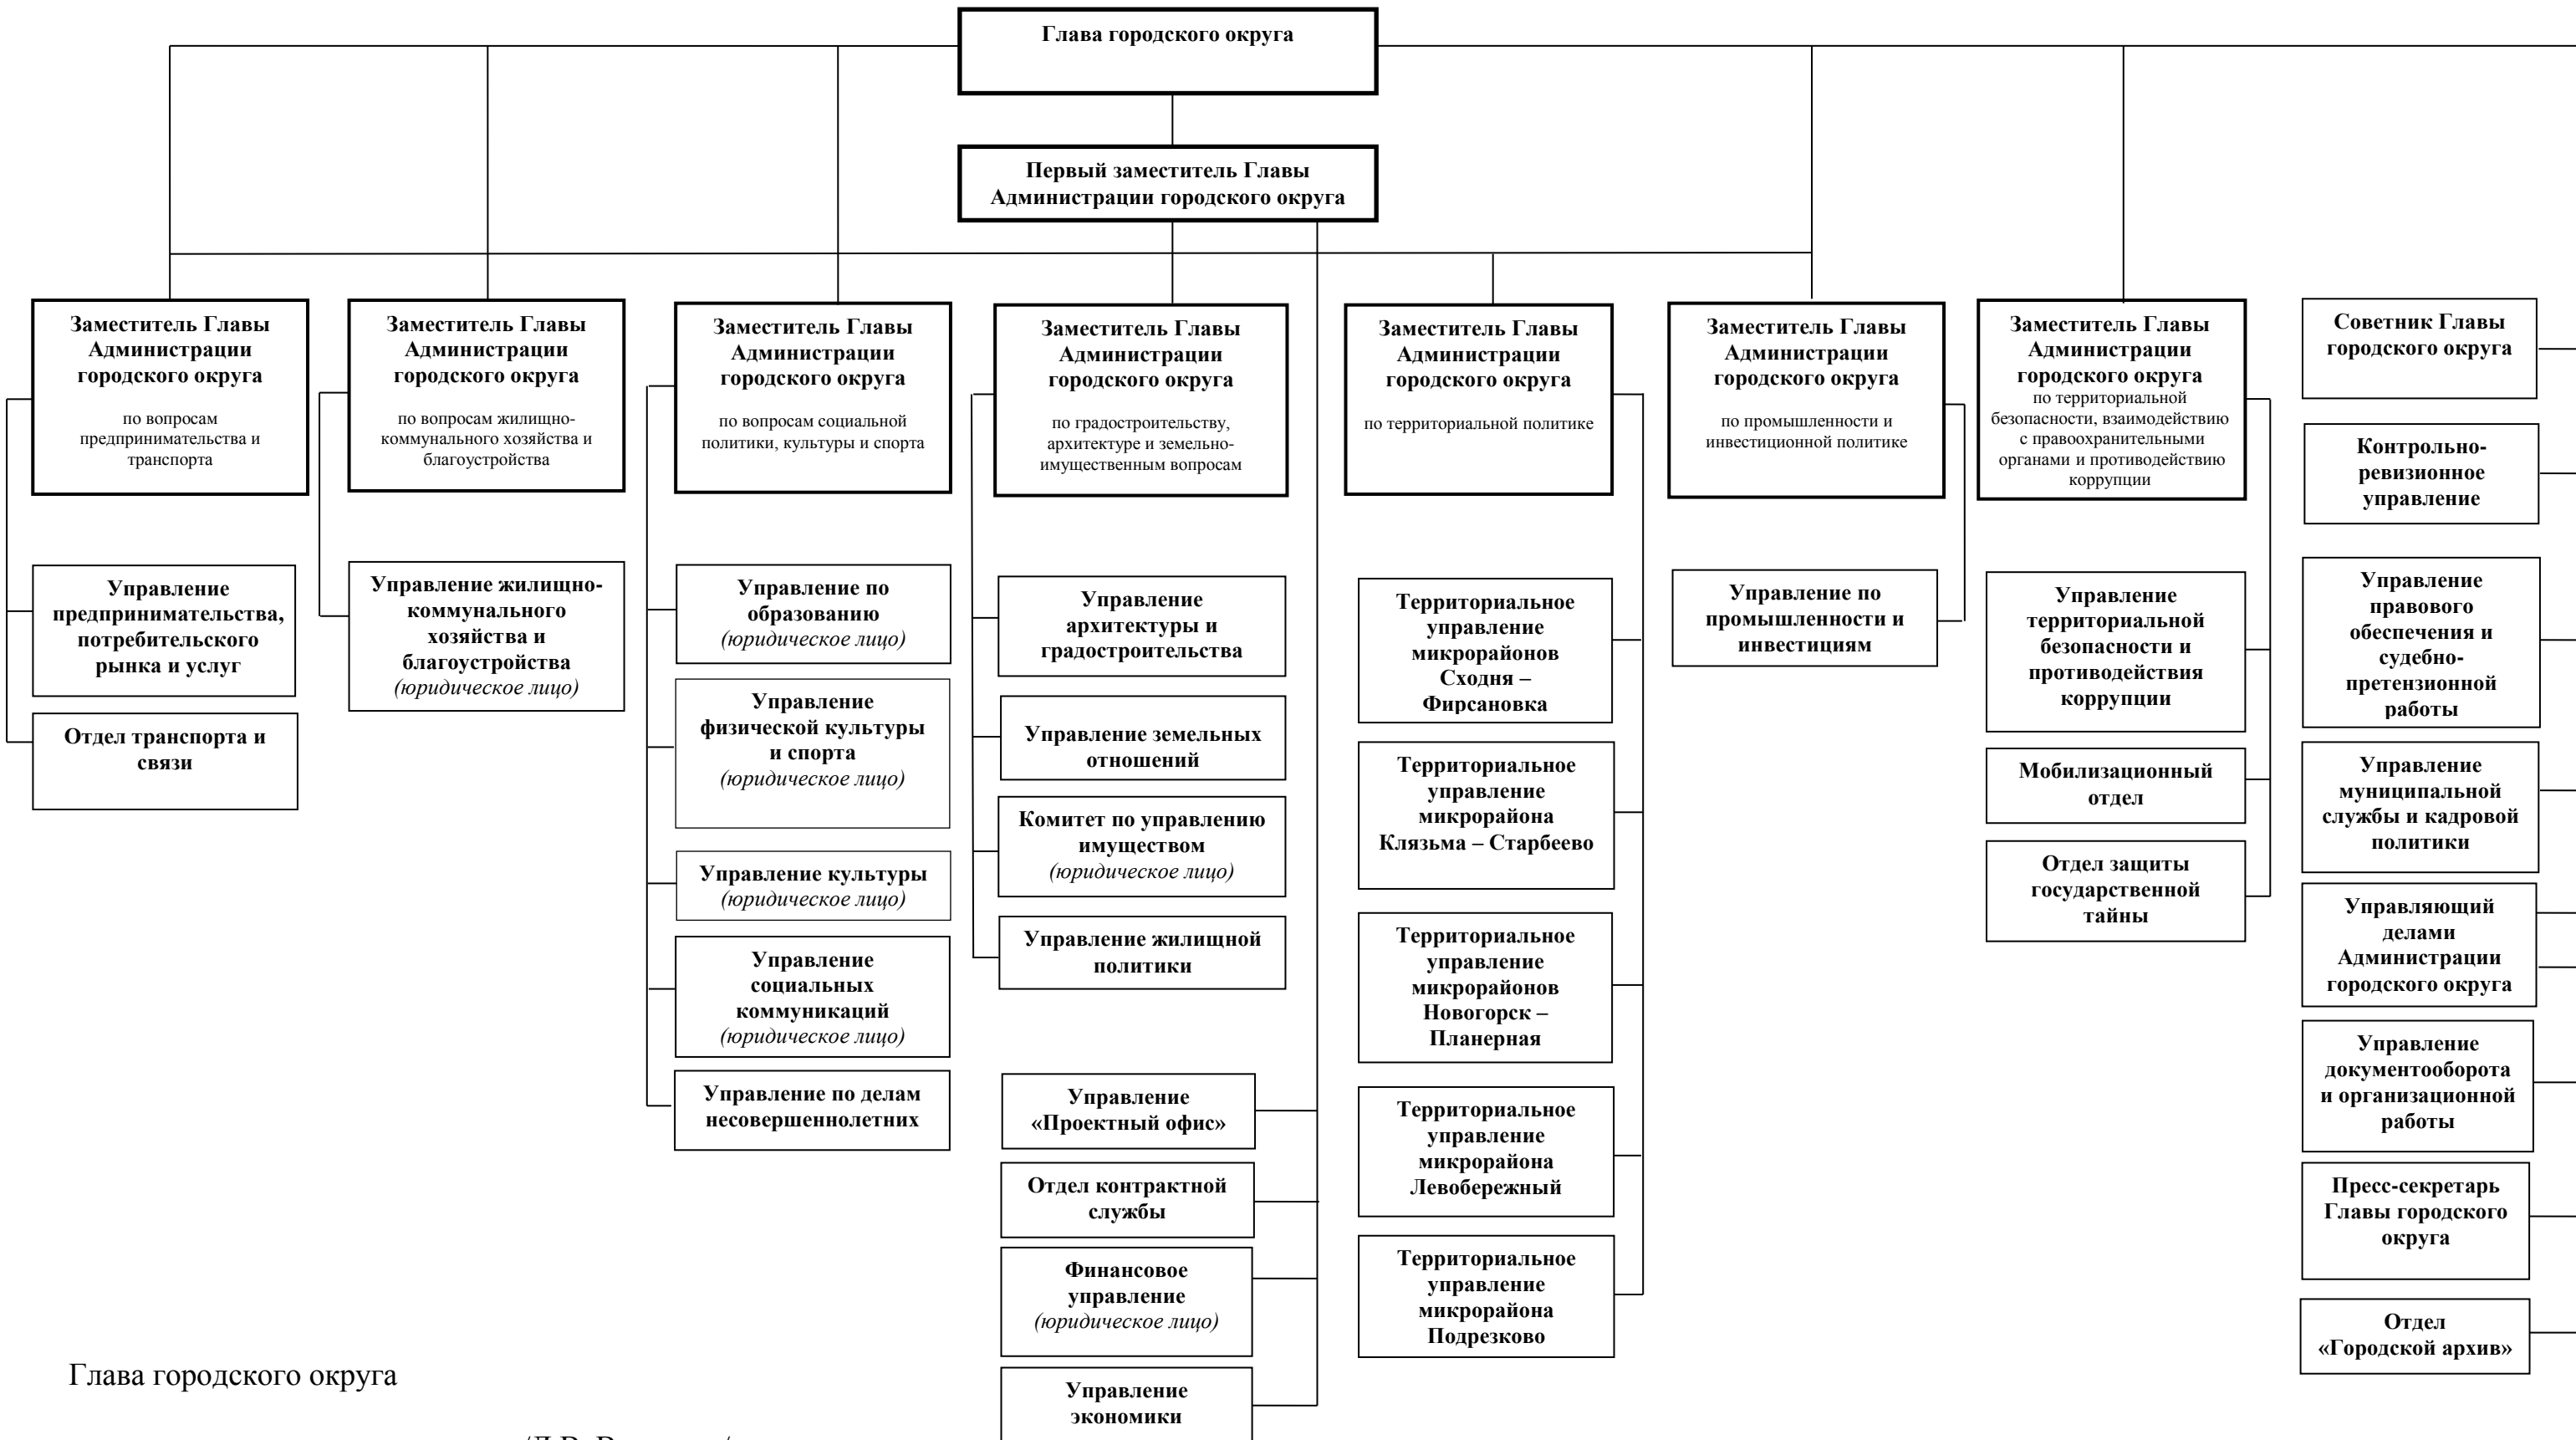 Глава городского округа
Первый заместитель Главы
Администрации городского округа
Заместитель Главы
Администрации
городского округа
по вопросам
предпринимательства и
транспорта
Управление
предпринимательства,
потребительского
рынка и услуг
Отдел транспорта и
связи
Заместитель Главы
Администрации
городского округа
по вопросам жилищно-
коммунального хозяйства и
благоустройства
Управление жилищно-
коммунального
хозяйства и
благоустройства
(юридическое лицо)
Заместитель Главы
Администрации
городского округа
по вопросам социальной
политики, культуры и спорта
Управление по
образованию
(юридическое лицо)
Управление
физической культуры
и спорта
(юридическое лицо)
Управление культуры
(юридическое лицо)
Управление
социальных
коммуникаций
(юридическое лицо)
Управление по делам
несовершеннолетних
Заместитель Главы
Администрации
городского округа
по градостроительству,
архитектуре и земельно-
имущественным вопросам
Управление
архитектуры и
градостроительства
Управление земельных
отношений
Комитет по управлению
имуществом
(юридическое лицо)
Управление жилищной
политики
Управление
«Проектный офис»
Отдел контрактной
службы
Финансовое
управление
(юридическое лицо)
Управление
экономики
Заместитель Главы
Администрации
городского округа
по территориальной политике
Территориальное
управление
микрорайонов
Сходня –
Фирсановка
Территориальное
управление
микрорайона
Клязьма – Старбеево
Территориальное
управление
микрорайонов
Новогорск –
Планерная
Территориальное
управление
микрорайона
Левобережный
Территориальное
управление
микрорайона
Подрезково
Заместитель Главы
Администрации
городского округа
по промышленности и
инвестиционной политике
Управление по
промышленности и
инвестициям
Заместитель Главы
Администрации
городского округа
по территориальной
безопасности, взаимодействию
с правоохранительными
органами и противодействию
коррупции
Управление
территориальной
безопасности и
противодействия
коррупции
Мобилизационный
отдел
Отдел защиты
государственной
тайны
Советник Главы
городского округа
Контрольно-
ревизионное
управление
Управление
правового
обеспечения и
судебно-
претензионной
работы
Управление
муниципальной
службы и кадровой
политики
Управляющий
делами
Администрации
городского округа
Управление
документооборота
и организационной
работы
Пресс-секретарь
Главы городского
округа
Отдел
«Городской архив»
Глава городского округа